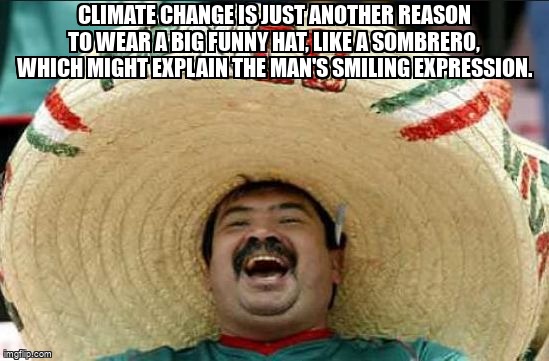 CLIMATE CHANGE IS JUST ANOTHER REASON
TO WEAR A BIG FUNNY HAT, LIKE A SOMBRERO,
WHICH MIGHT EXPLAIN THE MAN'S SMILING EXPRESSION.
imgflip.com